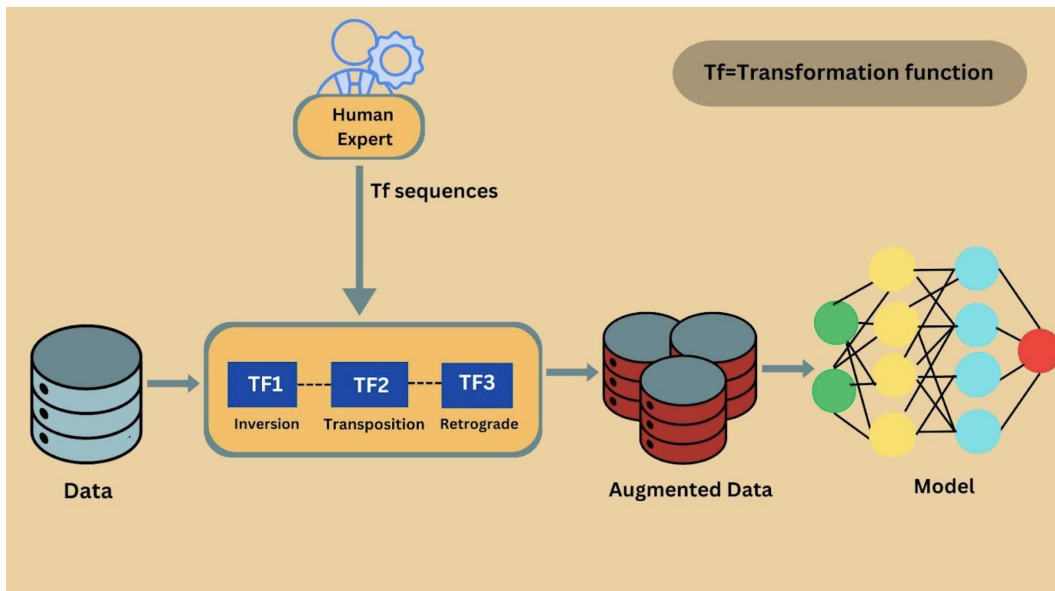 Tf=Transformation function
Human
Expert
Tf sequences
TF1
TF2
TF3
Inversion
Transposition
Retrograde
Data
Augmented Data
Model